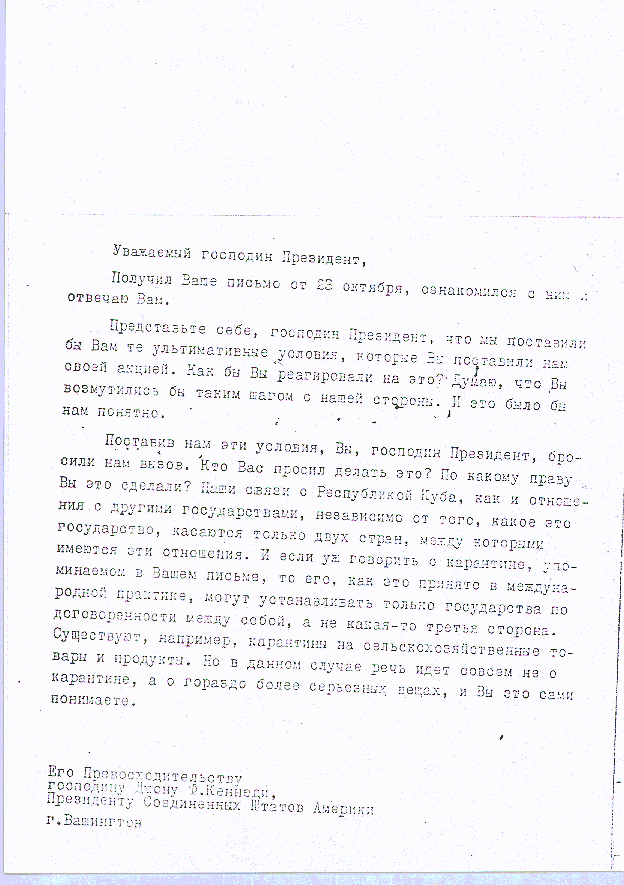 Уважаемый господин Президент,
Получил Ваше письмо от 23 октября, ознакомился с ним и
отвечаю Вам.
Представьте себе, господин Президент, что мы поставили
бы Вам те ультимативные условия, которые Вы поставили нам
своей акцией. Как бы Вы реагировали на это? Думаю, что Вы
возмутились бы таким шагом с нашей стороны. И это было бы
нам понятно.
Поставив нам эти условия, Вы, господин Президент, бро-
сили нам вызов. Кто Вас просил делать это? По какому праву
Вы это сделали? Наши связи с Республикой Куба, как и отноше-
ния с другими государствами, независимо от того, какое это
государство, касаются только двух стран, между которыми
имеются эти отношения. И если уж говорить о карантине, упо-
минаемом в Вашем письме, то его, как это принято в междуна-
родной практике, могут устанавливать только государства по
договоренности между собой, а не какая-то третья сторона.
Существуют, например, карантины на сельскохозяйственные то-
вары и продукты. Но в данном случае речь идет совсем не о
карантине, а о гораздо более серьезных вещах, и Вы это сами
понимаете.
Его Превосходительству
господину Джону Ф.Кеннеди,
Президенту Соединенных Штатов Америки
г.Вашингтон